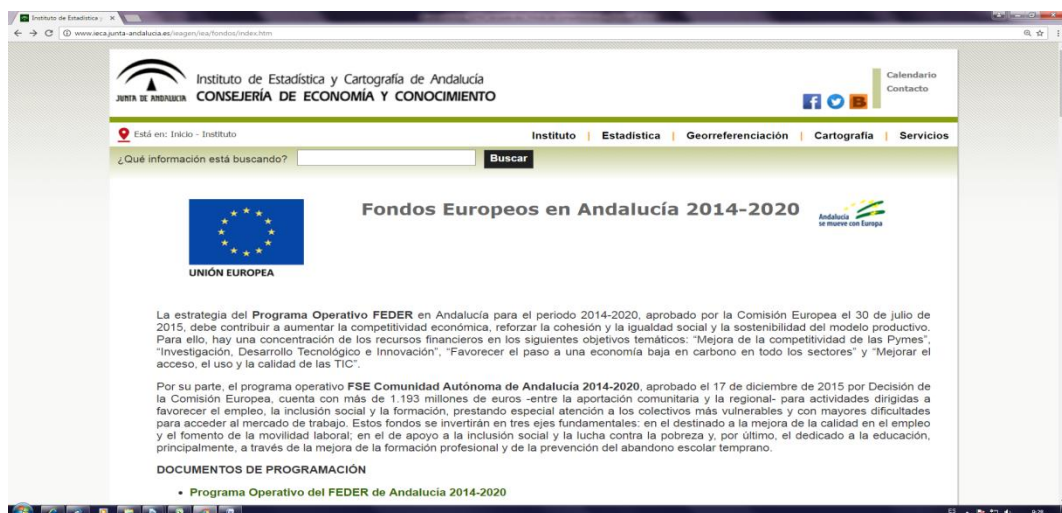 Instituto de Estadística y
www.ieca.junta-andalucia.es/ieagen/iea/fondos/index.htm
JUNTA DE ANDALUCIA
Instituto de Estadística y Cartografía de Andalucía
CONSEJERÍA DE ECONOMÍA Y CONOCIMIENTO
Calendario
Contacto
Está en: Inicio - Instituto
Instituto | Estadística | Georreferenciación | Cartografía | Servicios
¿Qué información está buscando? Buscar
Fondos Europeos en Andalucía 2014-2020
Andalucía
se mueve con Europa
UNIÓN EUROPEA
La estrategia del Programa Operativo FEDER en Andalucía para el periodo 2014-2020, aprobado por la Comisión Europea el 30 de julio de
2015, debe contribuir a aumentar la competitividad económica, reforzar la cohesión y la igualdad social y la sostenibilidad del modelo productivo.
Para ello, hay una concentración de los recursos financieros en los siguientes objetivos temáticos: “Mejora de la competitividad de las Pymes”,
“Investigación, Desarrollo Tecnológico e Innovación”, “Favorecer el paso a una economía baja en carbono en todo los sectores” y “Mejorar el
acceso, el uso y la calidad de las TIC”.
Por su parte, el programa operativo FSE Comunidad Autónoma de Andalucía 2014-2020, aprobado el 17 de diciembre de 2015 por Decisión de
la Comisión Europea, cuenta con más de 1.193 millones de euros -entre la aportación comunitaria y la regional- para actividades dirigidas a
favorecer el empleo, la inclusión social y la formación, prestando especial atención a los colectivos más vulnerables y con mayores dificultades
para acceder al mercado de trabajo. Estos fondos se invertirán en tres ejes fundamentales: en el destinado a la mejora de la calidad en el empleo
y el fomento de la movilidad laboral; en el de apoyo a la inclusión social y la lucha contra la pobreza y, por último, el dedicado a la educación,
principalmente, a través de la mejora de la formación profesional y de la prevención del abandono escolar temprano.
DOCUMENTOS DE PROGRAMACIÓN
• Programa Operativo del FEDER de Andalucía 2014-2020